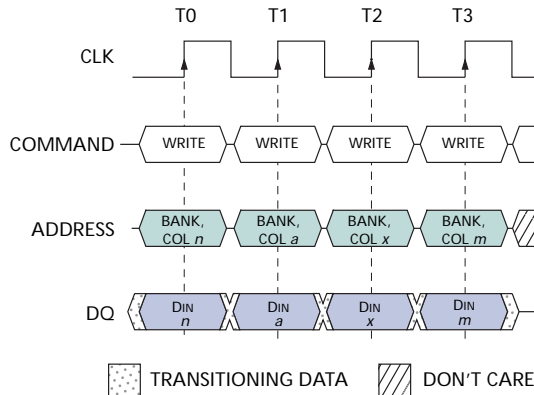 T0 T1 T2 T3
CLK
COMMAND WRITE WRITE WRITE WRITE
ADDRESS BANK, COL n BANK, COL a BANK, COL x BANK, COL m
DQ DIN n DIN a DIN x DIN m
TRANSITIONING DATA DON'T CARE